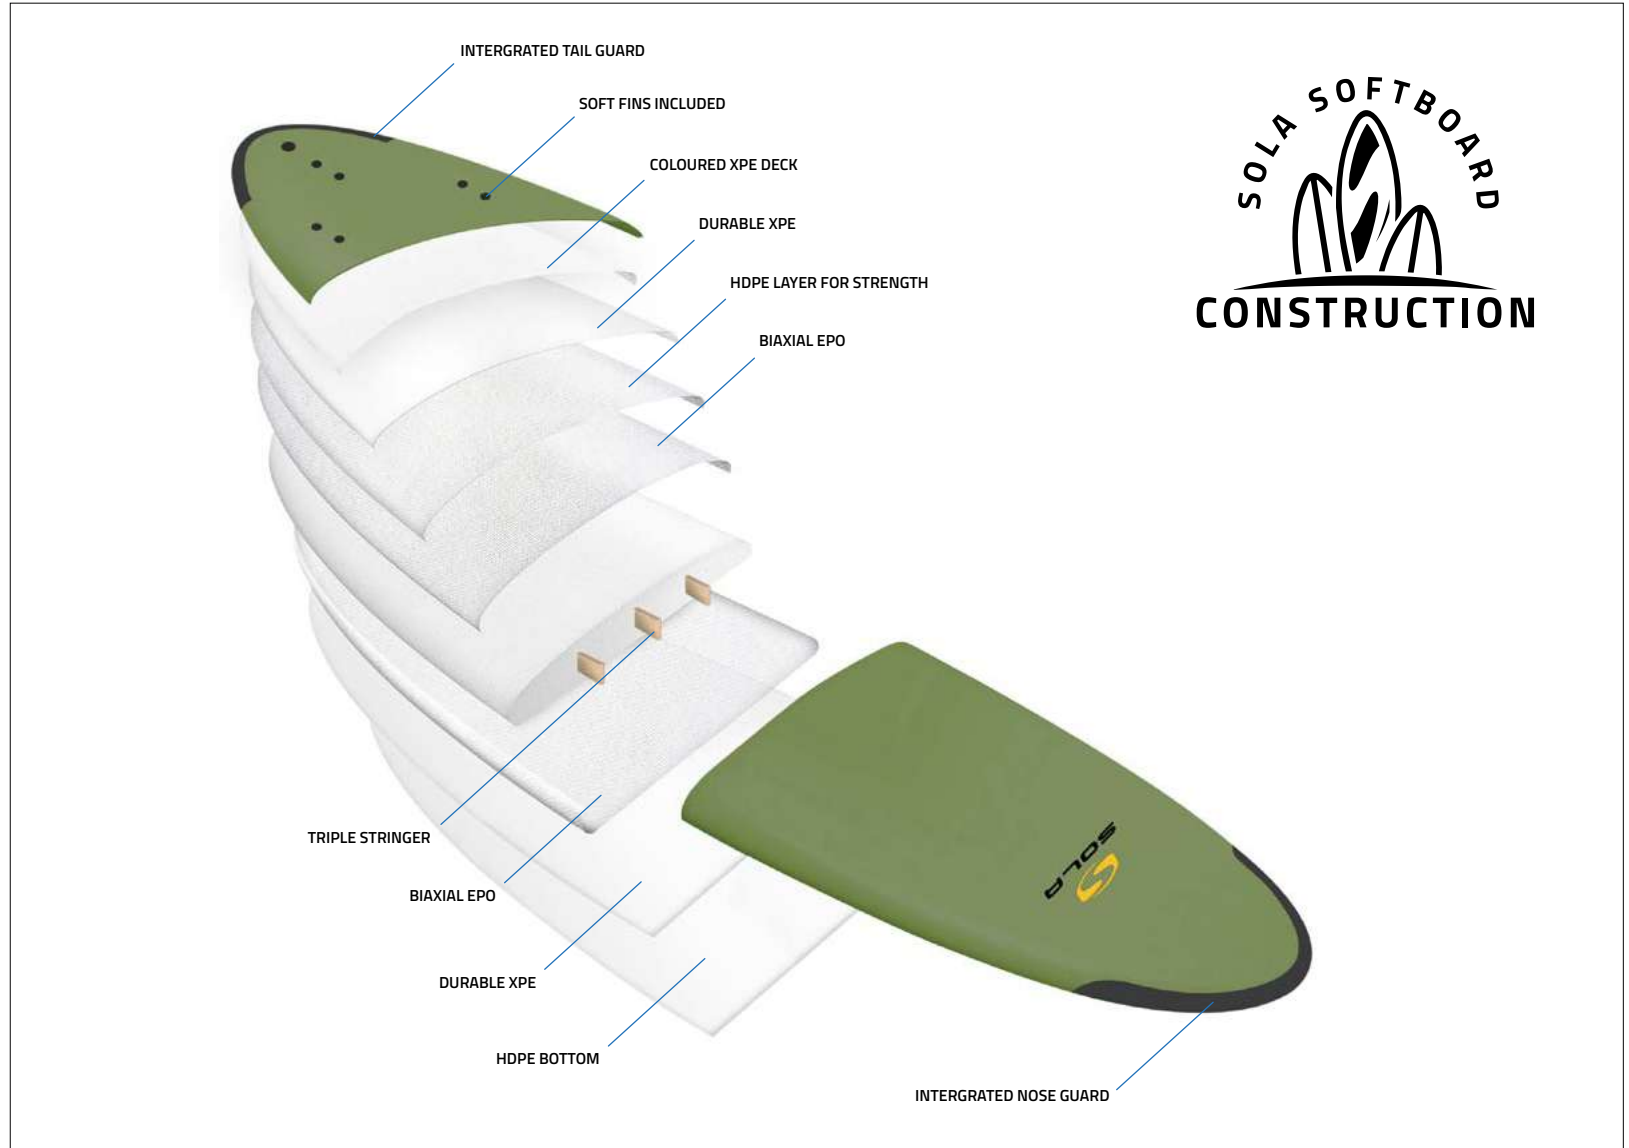 INTERGRATED TAIL GUARD
SOFT FINS INCLUDED
COLOURED XPE DECK
DURABLE XPE
HDPE LAYER FOR STRENGTH
BIAXIAL EPO
SOLA SOFTBOARD
CONSTRUCTION
TRIPLE STRINGER
BIAXIAL EPO
DURABLE XPE
HDPE BOTTOM
SOLA
INTERGRATED NOSE GUARD